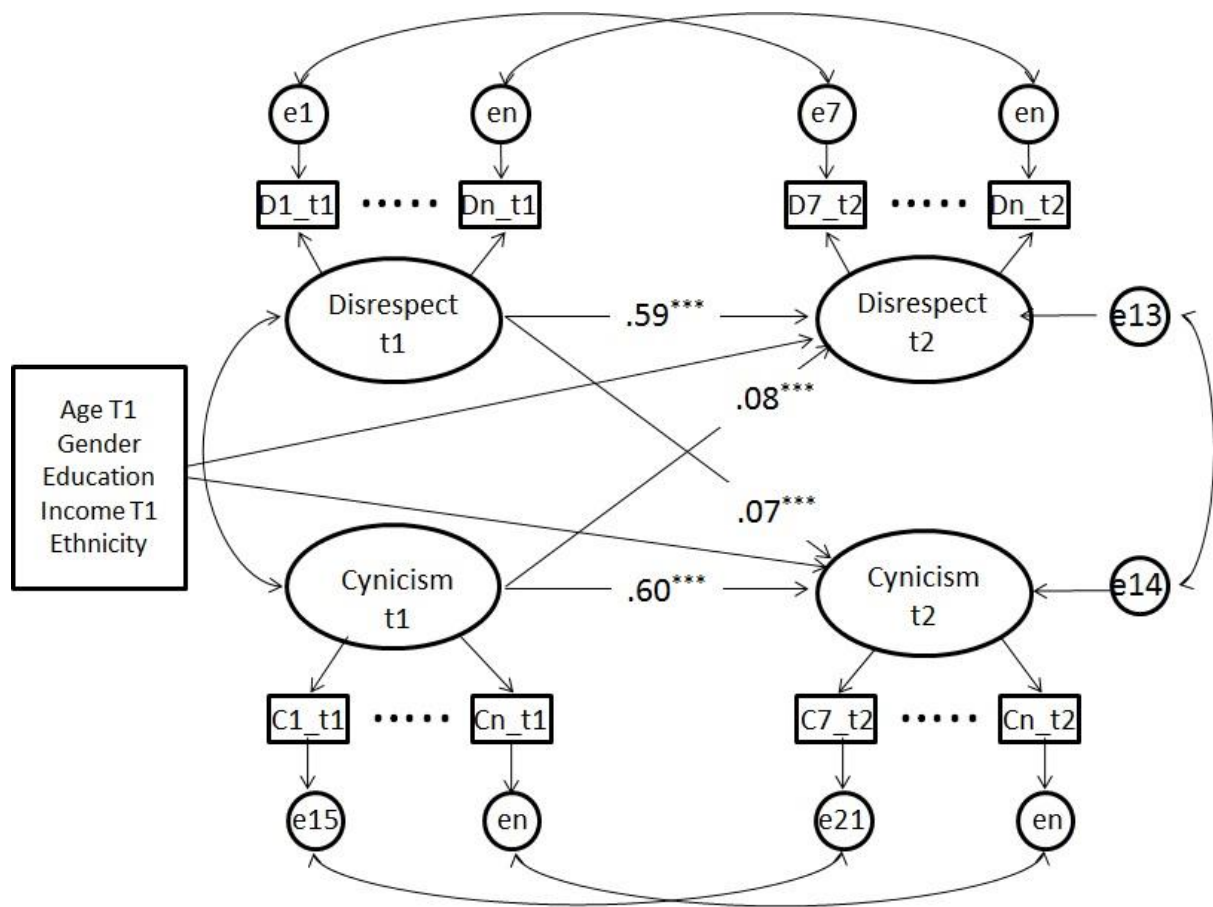 e1
en
e7
en
D1_t1
Dn_t1
D7_t2
Dn_t2
Disrespect
t1
.59***
Disrespect
t2
e13
.08***
Age T1
Gender
Education
Income T1
Ethnicity
.07***
Cynicism
t1
.60***
Cynicism
t2
e14
C1_t1
Cn_t1
C7_t2
Cn_t2
e15
en
e21
en